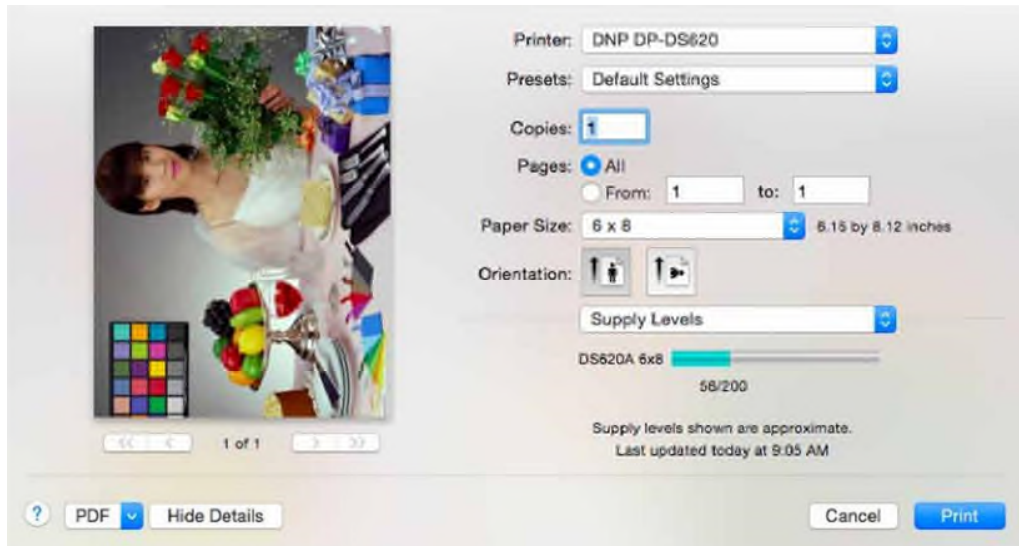 Printer: DNP DP-DS620
Presets: Default Settings
Copies: 1
Pages: All
From: 1 to: 1
Paper Size: 6 x 8 6.15 by 8.12 inches
Orientation:
Supply Levels
DS620A 6x8
56/200
Supply levels shown are approximate.
Last updated today at 9:05 AM
<< < 1 of 1 > >>
? PDF Hide Details Cancel Print